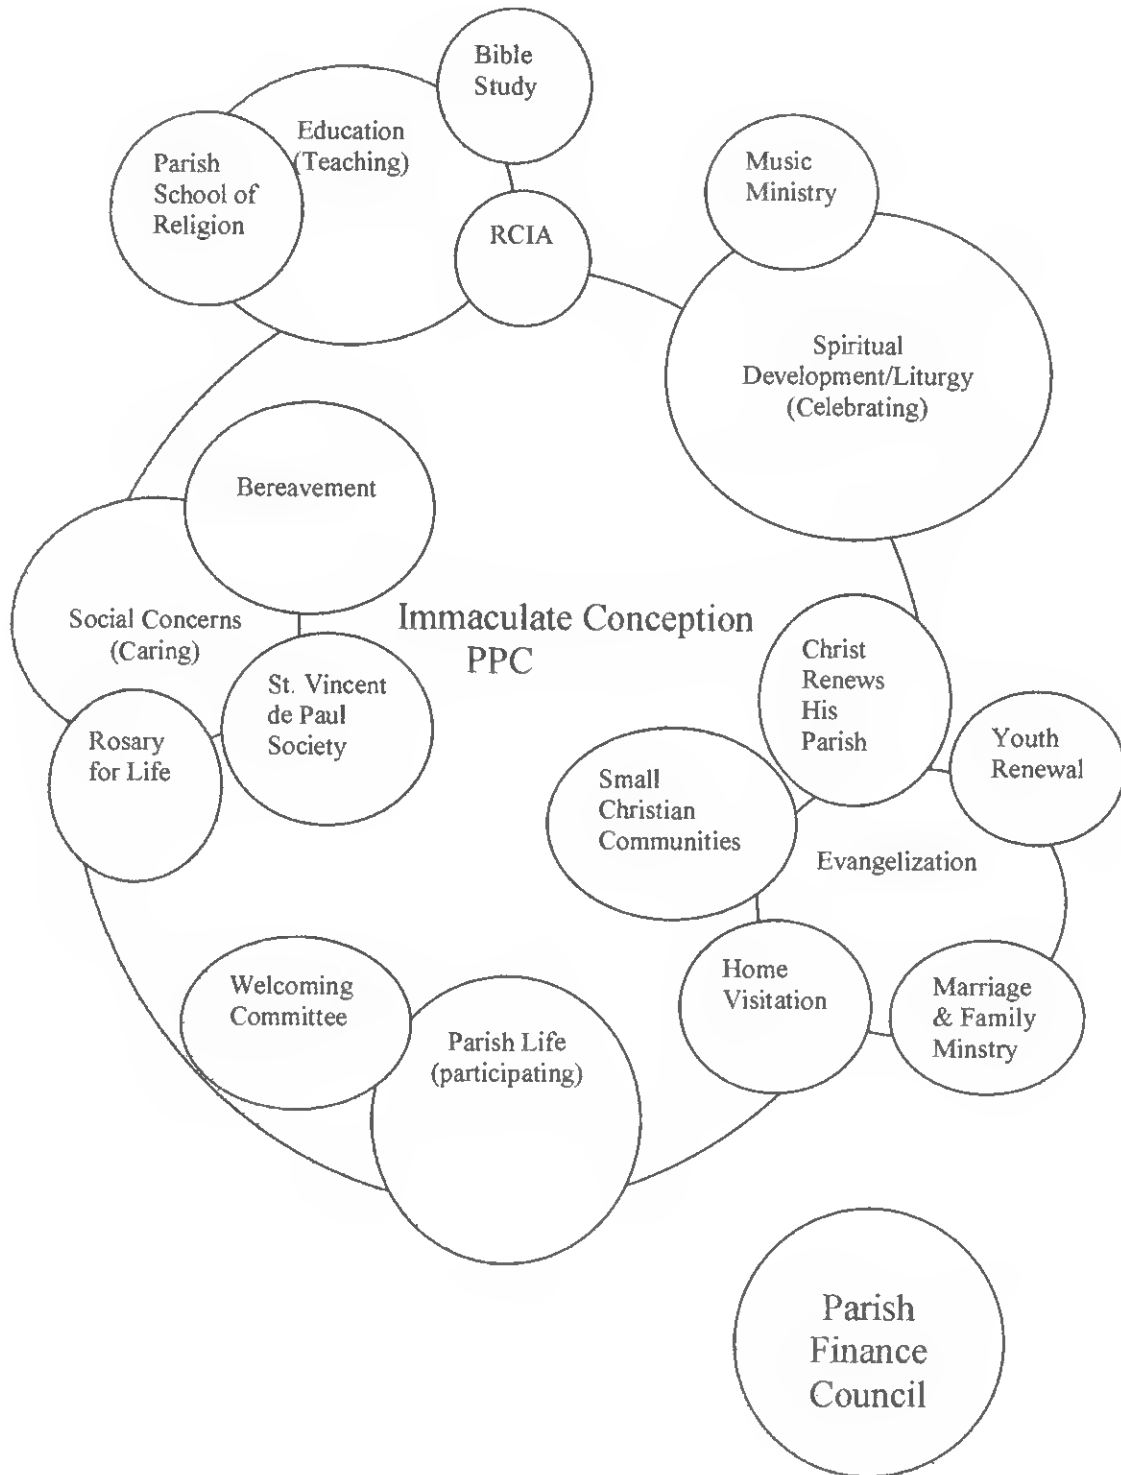 Bible
Study
Education
(Teaching)
Parish
School of
Religion
RCIA
Music
Ministry
Spiritual
Development/Liturgy
(Celebrating)
Bereavement
Social Concerns
(Caring)
Immaculate Conception
PPC
St. Vincent
de Paul
Society
Rosary
for Life
Christ
Renews
His
Parish
Youth
Renewal
Small
Christian
Communities
Evangelization
Home
Visitation
Marriage
& Family
Minstry
Welcoming
Committee
Parish Life
(participating)
Parish
Finance
Council